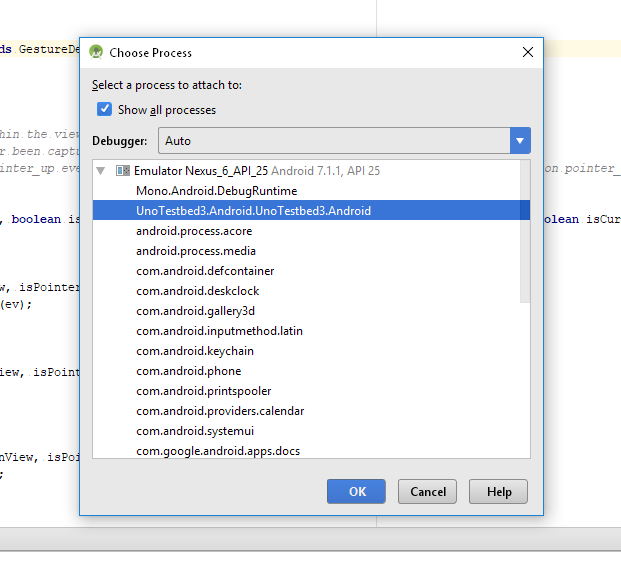 Choose Process
Select a process to attach to:
Show all processes
Debugger: Auto
Emulator Nexus_6_API_25 Android 7.1.1, API 25
Mono.Android.DebugRuntime
UnoTestbed3.Android.UnoTestbed3.Android
android.process.acore
android.process.media
com.android.defcontainer
com.android.deskclock
com.android.gallery3d
com.android.inputmethod.latin
com.android.keychain
com.android.phone
com.android.printspooler
com.android.providers.calendar
com.android.systemui
com.google.android.apps.docs
OK Cancel Help
ds GestureDe
hin the view
r been captu
inter_up eve
on pointer_
, boolean is
olean isCur
w, isPointer
(ev);
iew, isPoint
nView, isPoi
;